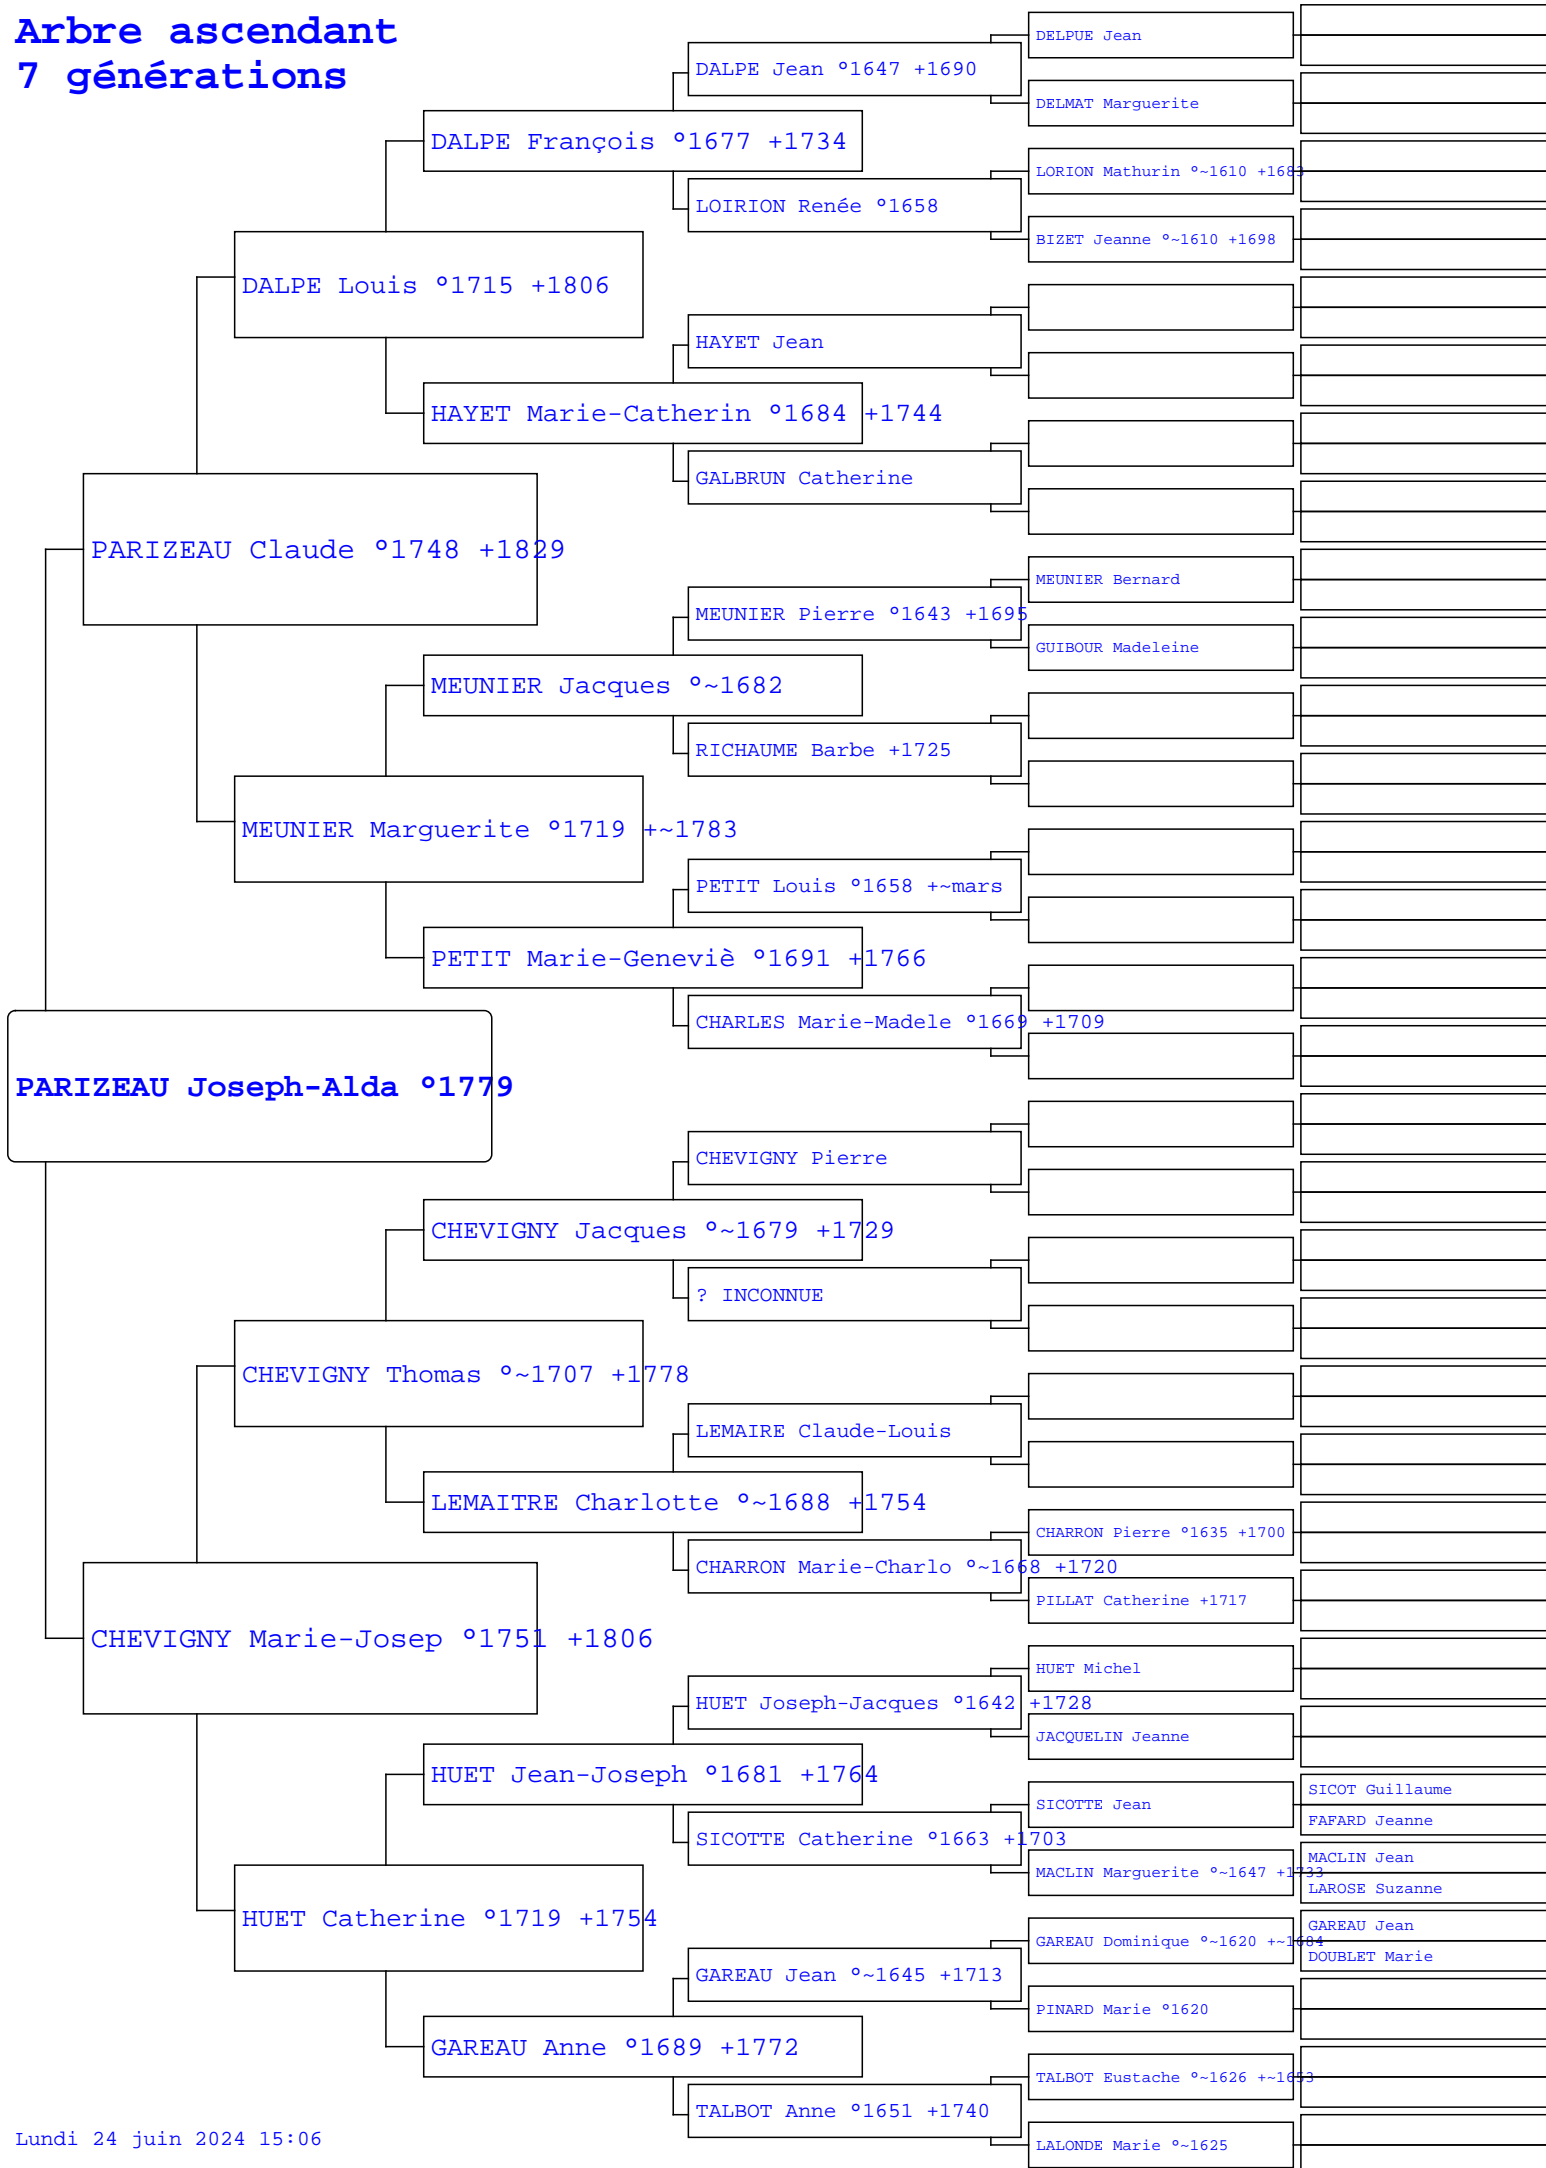 Arbre ascendant
7 générations
DELPUE Jean
DALPE Jean °1647 +1690
DELMAT Marguerite
DALPE François °1677 +1734
LORION Mathurin °~1610 +1683
LOIRION Renée °1658
BIZET Jeanne °~1610 +1698
DALPE Louis °1715 +1806
HAYET Jean
HAYET Marie-Catherin °1684 +1744
GALBRUN Catherine
PARIZEAU Claude °1748 +1829
MEUNIER Bernard
MEUNIER Pierre °1643 +1695
GUIBOUR Madeleine
MEUNIER Jacques °~1682
RICHAUME Barbe +1725
MEUNIER Marguerite °1719 +~1783
PETIT Louis °1658 +~mars
PETIT Marie-Geneviè °1691 +1766
CHARLES Marie-Madele °1669 +1709
PARIZEAU Joseph-Alda °1779
CHEVIGNY Pierre
CHEVIGNY Jacques °~1679 +1729
? INCONNUE
CHEVIGNY Thomas °~1707 +1778
LEMAIRE Claude-Louis
LEMAITRE Charlotte °~1688 +1754
CHARRON Pierre °1635 +1700
CHARRON Marie-Charlo °~1668 +1720
PILLAT Catherine +1717
CHEVIGNY Marie-Josep °1751 +1806
HUET Michel
HUET Joseph-Jacques °1642 +1728
JACQUELIN Jeanne
HUET Jean-Joseph °1681 +1764
SICOT Guillaume
SICOTTE Jean
FAFARD Jeanne
SICOTTE Catherine °1663 +1703
MACLIN Jean
MACLIN Marguerite °~1647 +1733
LAROSE Suzanne
HUET Catherine °1719 +1754
GAREAU Jean
GAREAU Dominique °~1620 +~1684
DOUBLET Marie
GAREAU Jean °~1645 +1713
PINARD Marie °1620
GAREAU Anne °1689 +1772
TALBOT Eustache °~1626 +~1653
TALBOT Anne °1651 +1740
LALONDE Marie °~1625
Lundi 24 juin 2024 15:06